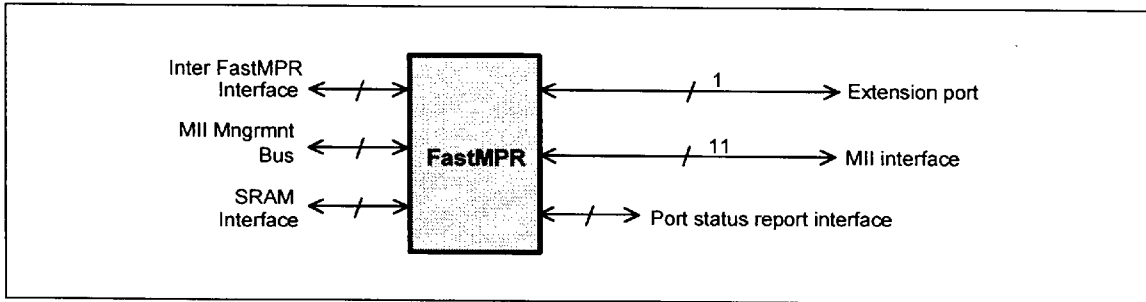 Inter FastMPR
Interface
MII Mngrmnt
Bus
SRAM
Interface
FastMPR
1
Extension port
11
MII interface
Port status report interface